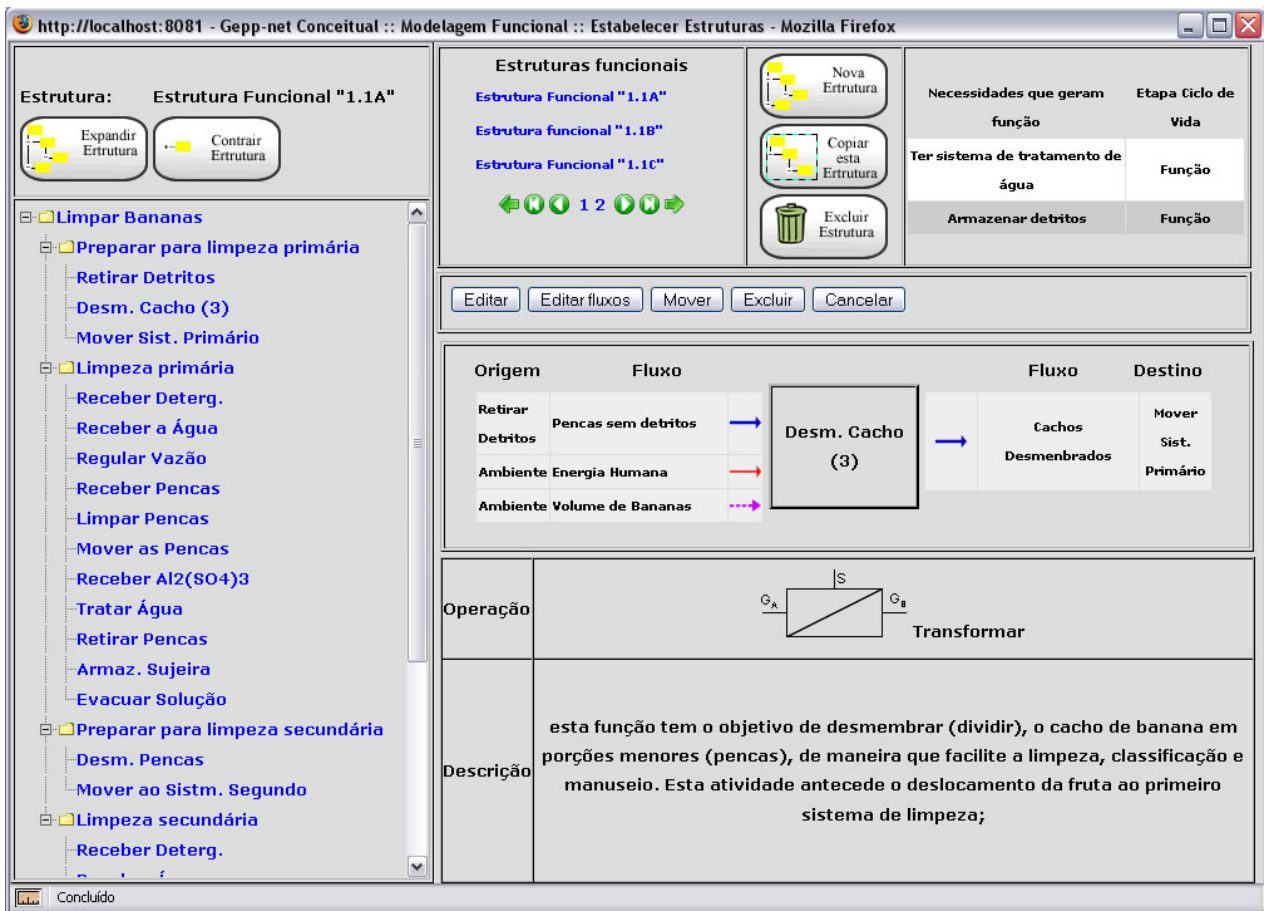 http://localhost:8081 - Gepp-net Conceitual :: Modelagem Funcional :: Estabelecer Estruturas - Mozilla Firefox
Estrutura: Estrutura Funcional "1.1A"
Expandir
Ertrutura
Contrair
Ertrutura
Limpar Bananas
Preparar para limpeza primária
Retirar Detritos
Desm. Cacho (3)
Mover Sist. Primário
Limpeza primária
Receber Deterg.
Receber a Água
Regular Vazão
Receber Pencas
Limpar Pencas
Mover as Pencas
Receber Al2(SO4)3
Tratar Água
Retirar Pencas
Armaz. Sujeira
Evacuar Solução
Preparar para limpeza secundária
Desm. Pencas
Mover ao Sistm. Segundo
Limpeza secundária
Receber Deterg.
Estruturas funcionais
Estrutura Funcional "1.1A"
Estrutura funcional "1.1B"
Estrutura Funcional "1.1C"
1 2
Nova
Ertrutura
Copiar
esta
Ertrutura
Excluir
Estrutura
Necessidades que geram
função
Etapa Ciclo de
Vida
Ter sistema de tratamento de
água
Função
Armazenar detritos
Função
Editar Editar fluxos Mover Excluir Cancelar
Origem Fluxo Fluxo Destino
Retirar
Detritos
Pencas sem detritos
Ambiente Energia Humana
Ambiente Volume de Bananas
Desm. Cacho
(3)
Cachos
Desmenbrados
Mover
Sist.
Primário
Operação
S
GA
GB
Transformar
Descrição
esta função tem o objetivo de desmembrar (dividir), o cacho de banana em
porções menores (pencas), de maneira que facilite a limpeza, classificação e
manuseio. Esta atividade antecede o deslocamento da fruta ao primeiro
sistema de limpeza;
Concluído